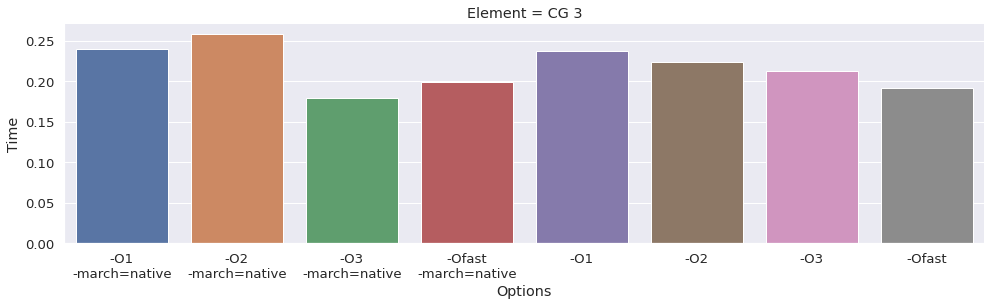 Element = CG 3
Time
0.25
0.20
0.15
0.10
0.05
0.00
-O1
-march=native
-O2
-march=native
-O3
-march=native
-Ofast
-march=native
-O1
-O2
-O3
-Ofast
Options